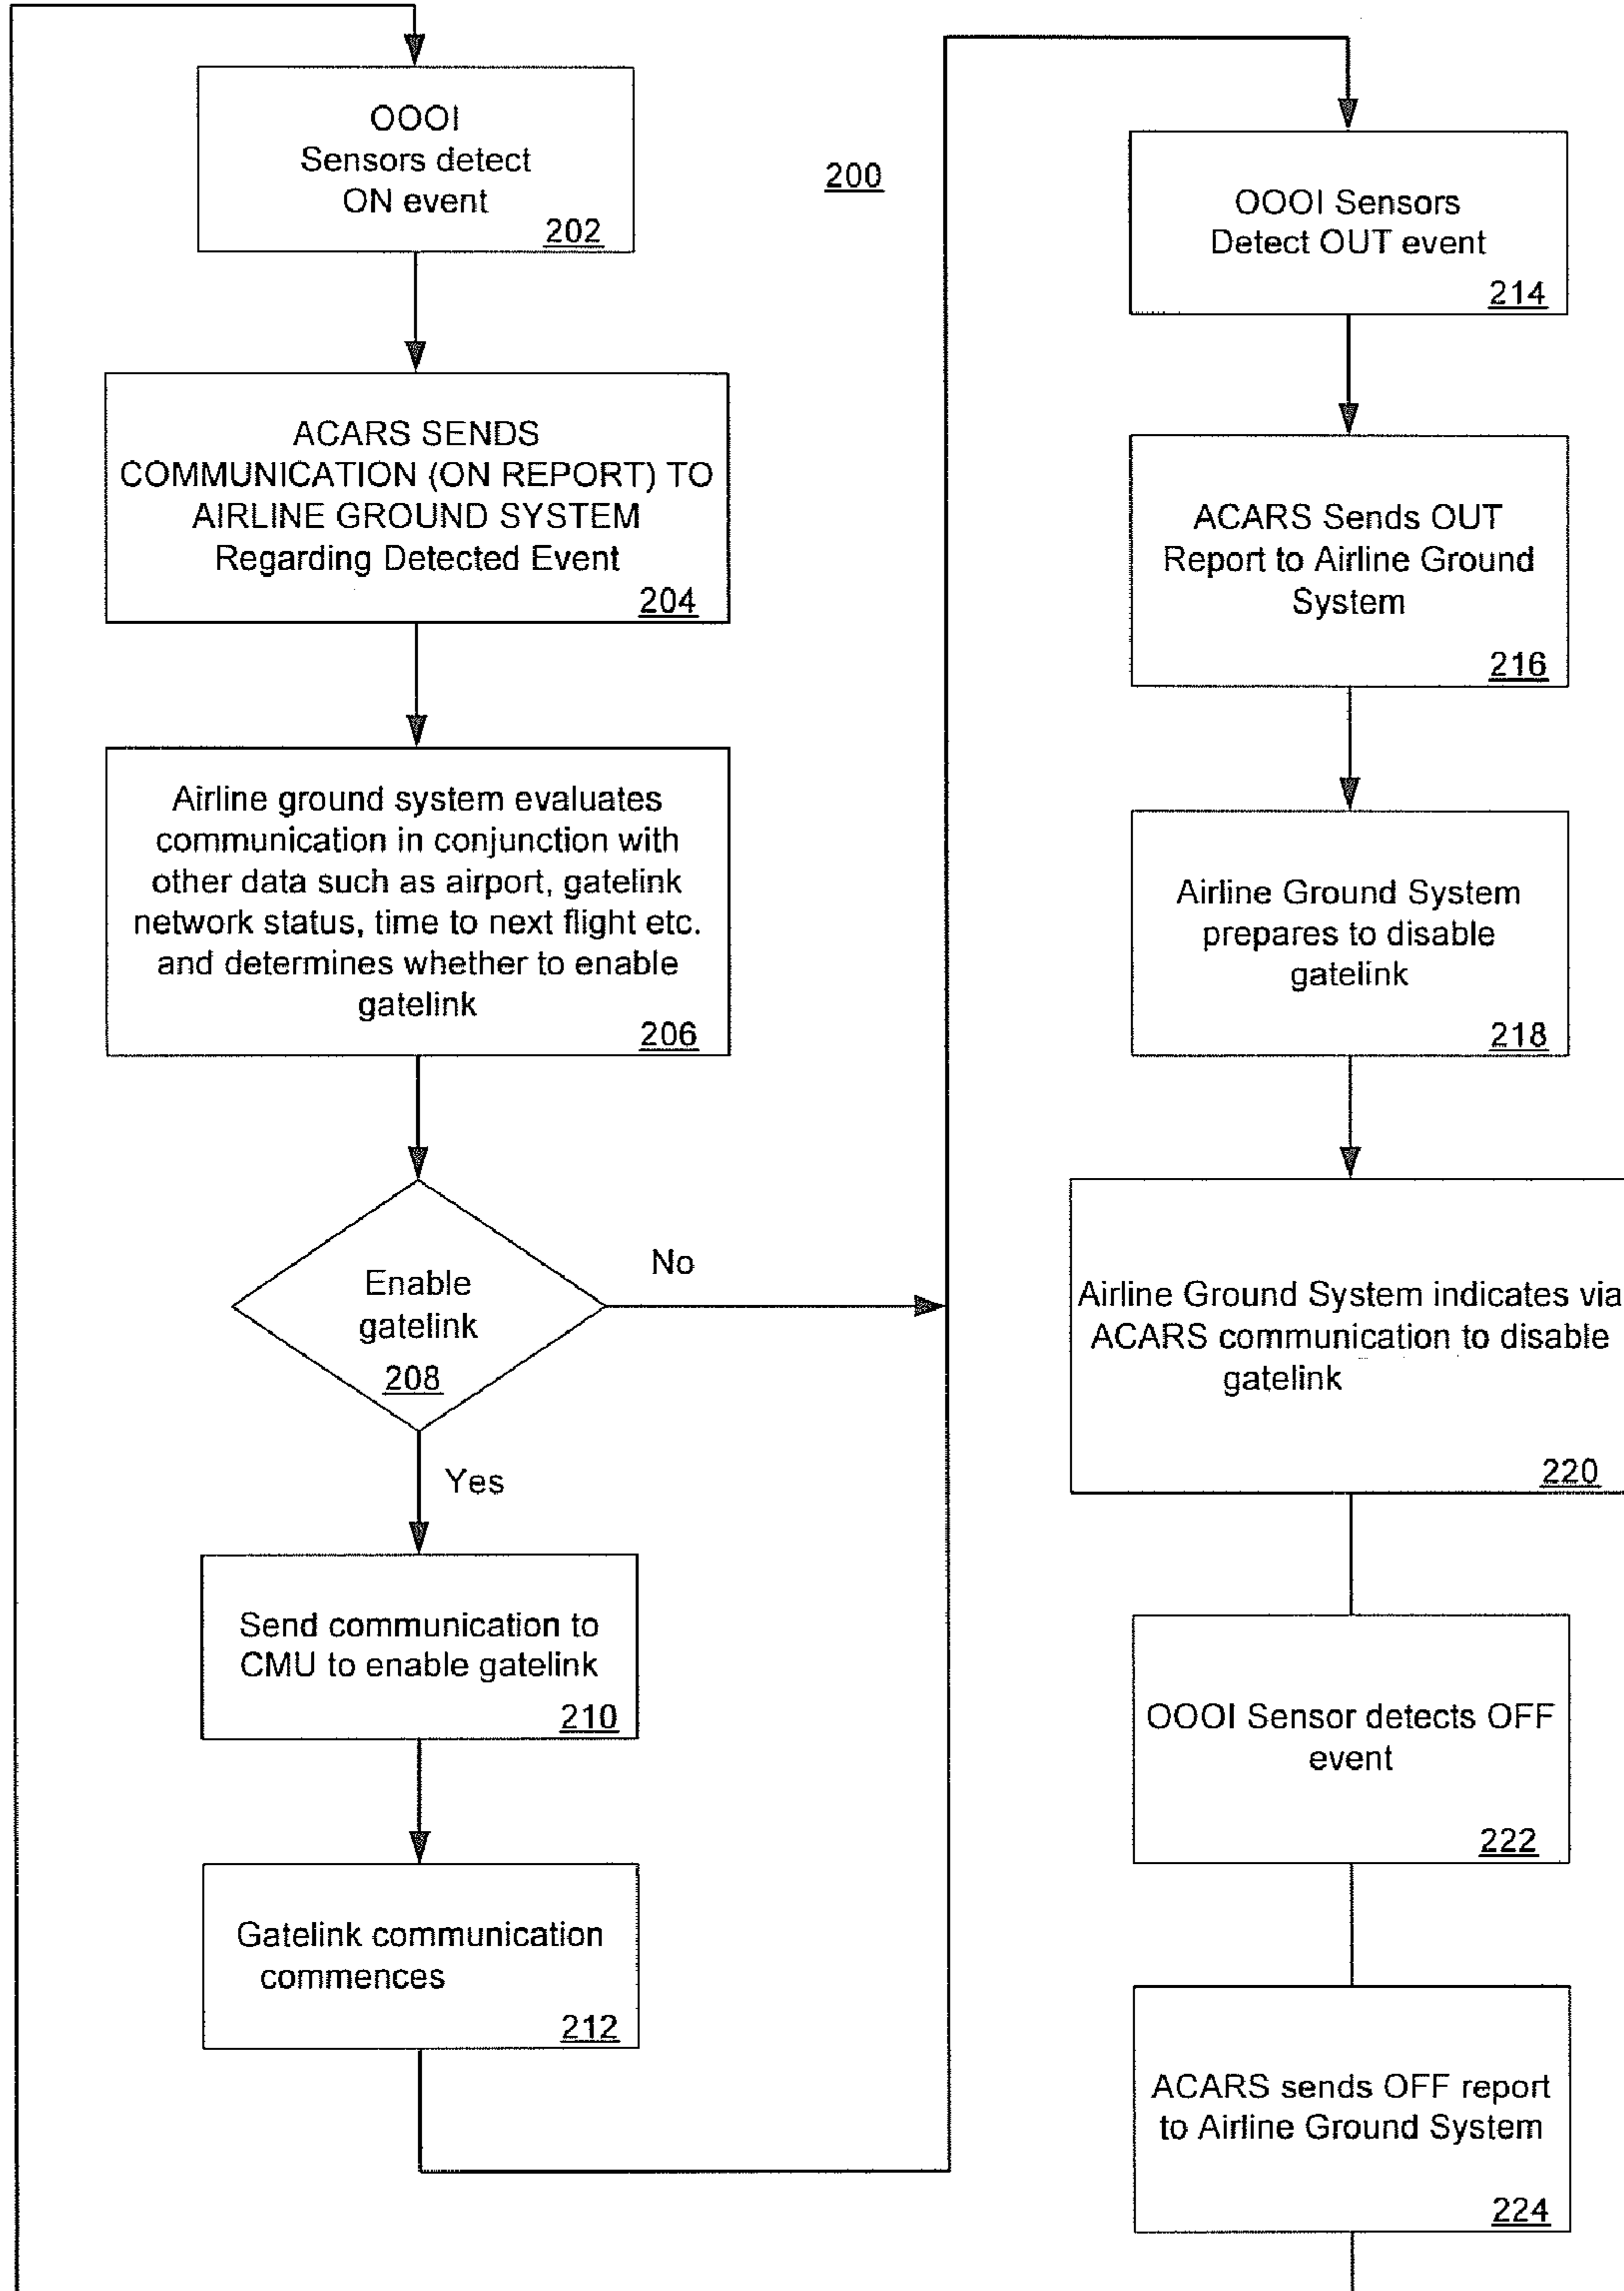 OOOI
Sensors detect
ON event
202
ACARS SENDS
COMMUNICATION (ON REPORT) TO
AIRLINE GROUND SYSTEM
Regarding Detected Event
204
Airline ground system evaluates
communication in conjunction with
other data such as airport, gatelink
network status, time to next flight etc.
and determines whether to enable
gatelink
206
Enable
gatelink
208
No
Yes
Send communication to
CMU to enable gatelink
210
Gatelink communication
commences
212
200
OOOI Sensors
Detect OUT event
214
ACARS Sends OUT
Report to Airline Ground
System
216
Airline Ground System
prepares to disable
gatelink
218
Airline Ground System indicates via
ACARS communication to disable
gatelink
220
OOOI Sensor detects OFF
event
222
ACARS sends OFF report
to Airline Ground System
224